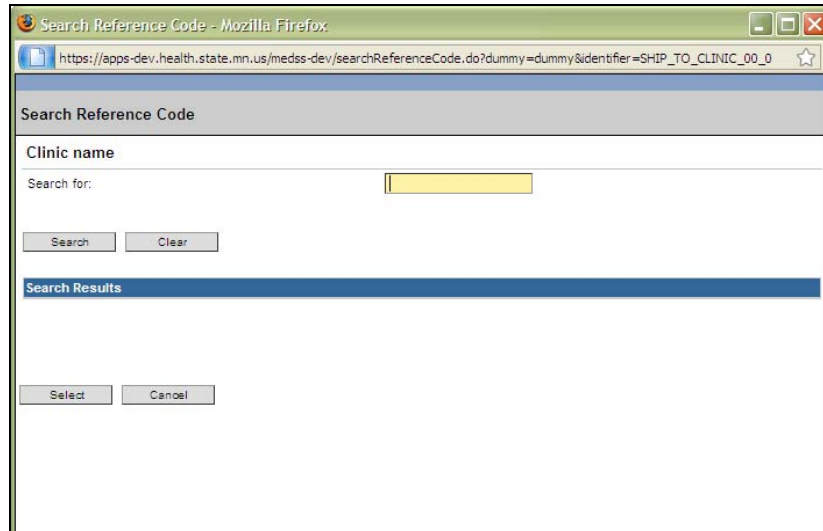 Search Reference Code - Mozilla Firefox
https://apps-dev.health.state.mn.us/medss-dev/searchReferenceCode.do?dummy=dummy&identifier=SHIP_TO_CLINIC_00_0
Search Reference Code
Clinic name
Search for:
Search Clear
Search Results
Select Cancel